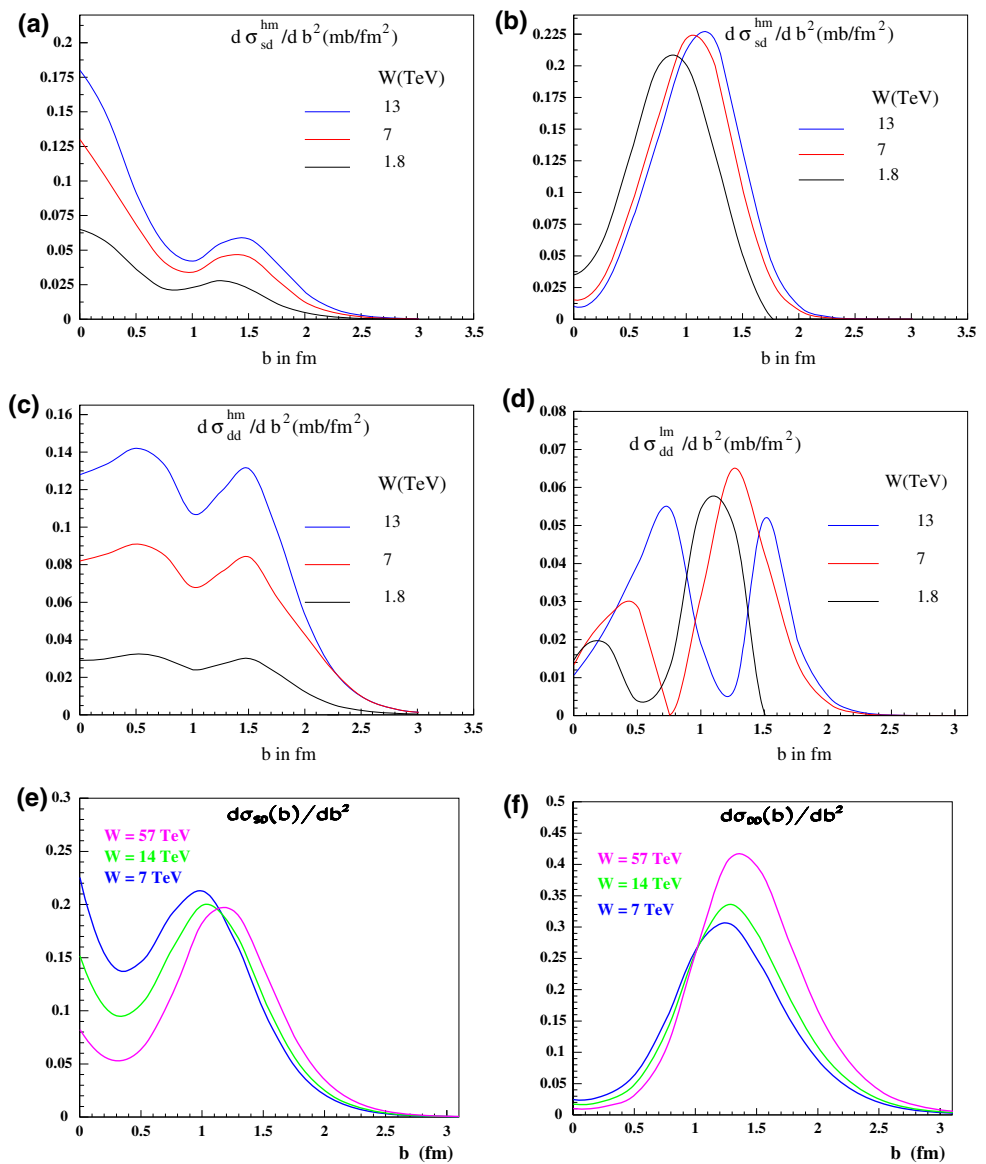 (a)
d σ_sd^hm /d b²(mb/fm²)
W(TeV)
13
7
1.8
0.2
0.175
0.15
0.125
0.1
0.075
0.05
0.025
0
0 0.5 1 1.5 2 2.5 3 3.5
b in fm
(b)
d σ_sd^hm /d b²(mb/fm²)
W(TeV)
13
7
1.8
0.225
0.2
0.175
0.15
0.125
0.1
0.075
0.05
0.025
0
0 0.5 1 1.5 2 2.5 3 3.5
b in fm
(c)
d σ_dd^hm /d b²(mb/fm²)
W(TeV)
13
7
1.8
0.16
0.14
0.12
0.1
0.08
0.06
0.04
0.02
0
0 0.5 1 1.5 2 2.5 3 3.5
b in fm
(d)
d σ_dd^lm /d b²(mb/fm²)
W(TeV)
13
7
1.8
0.08
0.07
0.06
0.05
0.04
0.03
0.02
0.01
0
0 0.5 1 1.5 2 2.5 3
b in fm
(e)
dσ_SD(b)/db²
W = 57 TeV
W = 14 TeV
W = 7 TeV
0.3
0.25
0.2
0.15
0.1
0.05
0
0 0.5 1 1.5 2 2.5 3
b (fm)
(f)
dσ_DD(b)/db²
W = 57 TeV
W = 14 TeV
W = 7 TeV
0.5
0.45
0.4
0.35
0.3
0.25
0.2
0.15
0.1
0.05
0
0 0.5 1 1.5 2 2.5 3
b (fm)